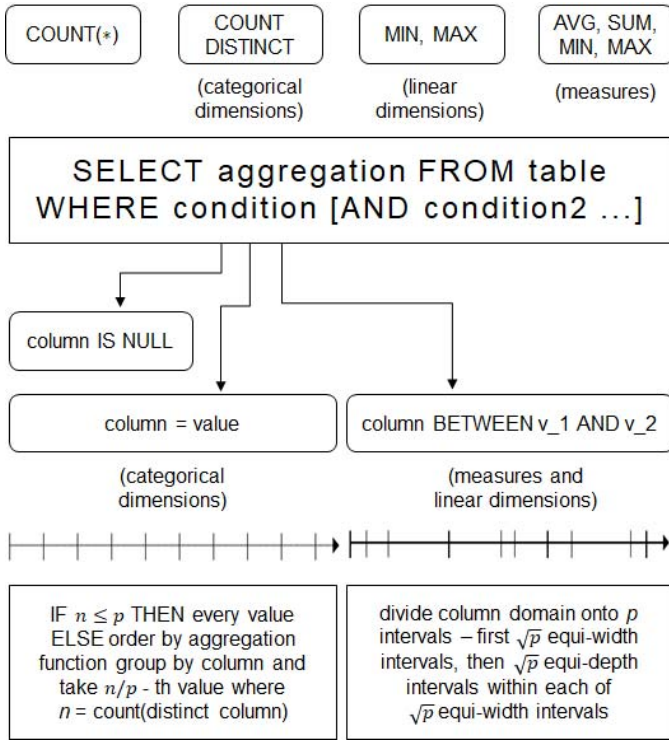 COUNT(*)
COUNT
DISTINCT
MIN, MAX
AVG, SUM,
MIN, MAX
(categorical
dimensions)
(linear
dimensions)
(measures)
SELECT aggregation FROM table
WHERE condition [AND condition2 ...]
column IS NULL
column = value
column BETWEEN v_1 AND v_2
(categorical
dimensions)
(measures and
linear dimensions)
IF n ≤ p THEN every value
ELSE order by aggregation
function group by column and
take n/p - th value where
n = count(distinct column)
divide column domain onto p
intervals – first √p equi-width
intervals, then √p equi-depth
intervals within each of
√p equi-width intervals